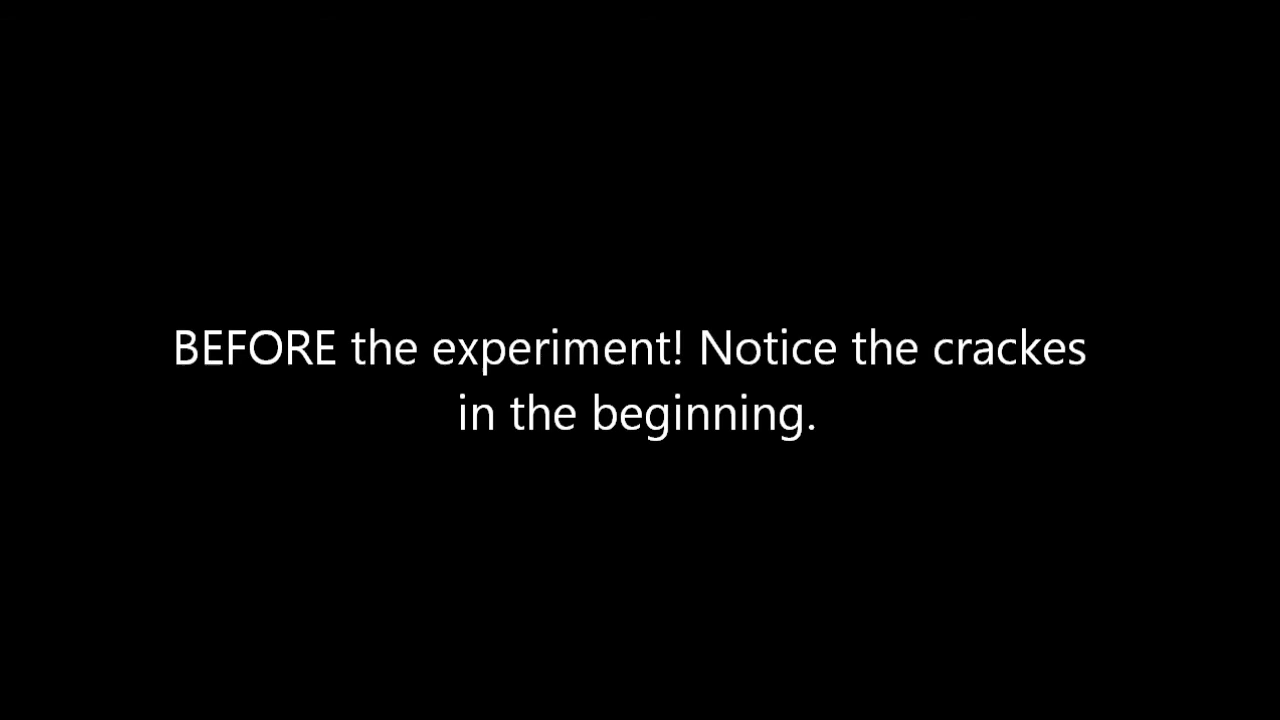 BEFORE the experiment! Notice the crackes
in the beginning.